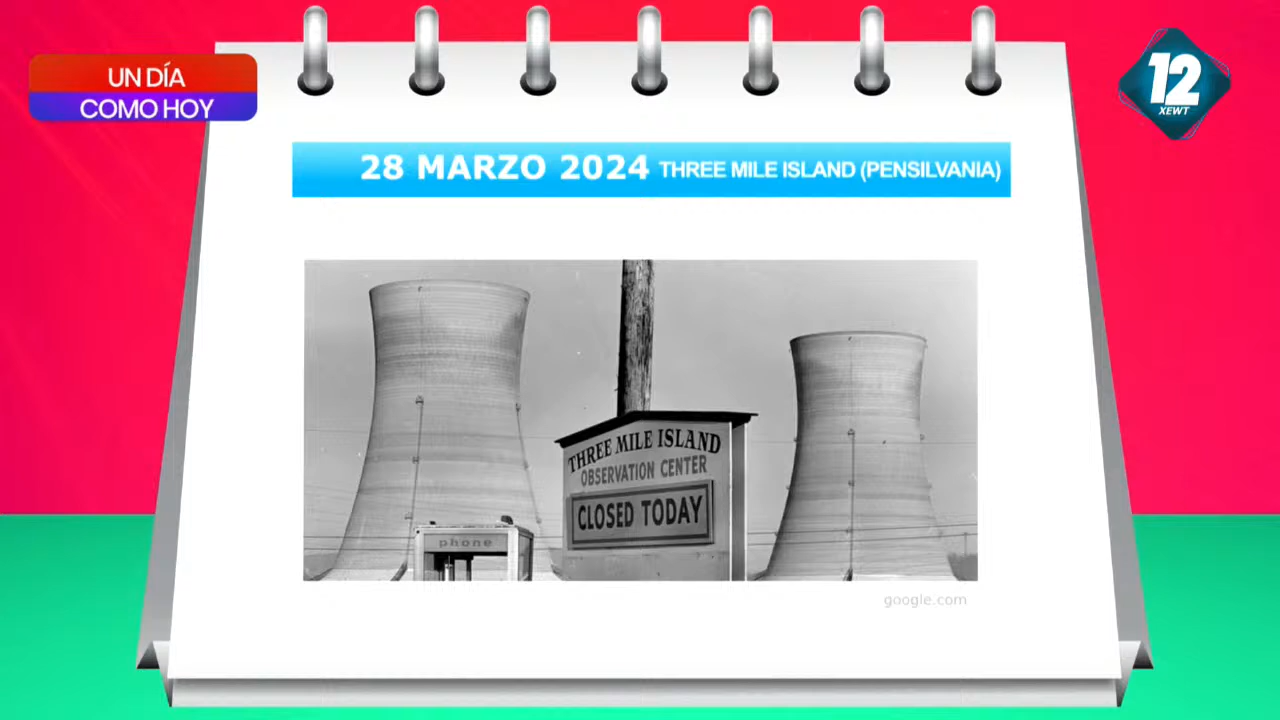 UN DÍA
COMO HOY
12
XEWT
28 MARZO 2024 THREE MILE ISLAND (PENSILVANIA)
THREE MILE ISLAND
OBSERVATION CENTER
CLOSED TODAY
phone
google.com